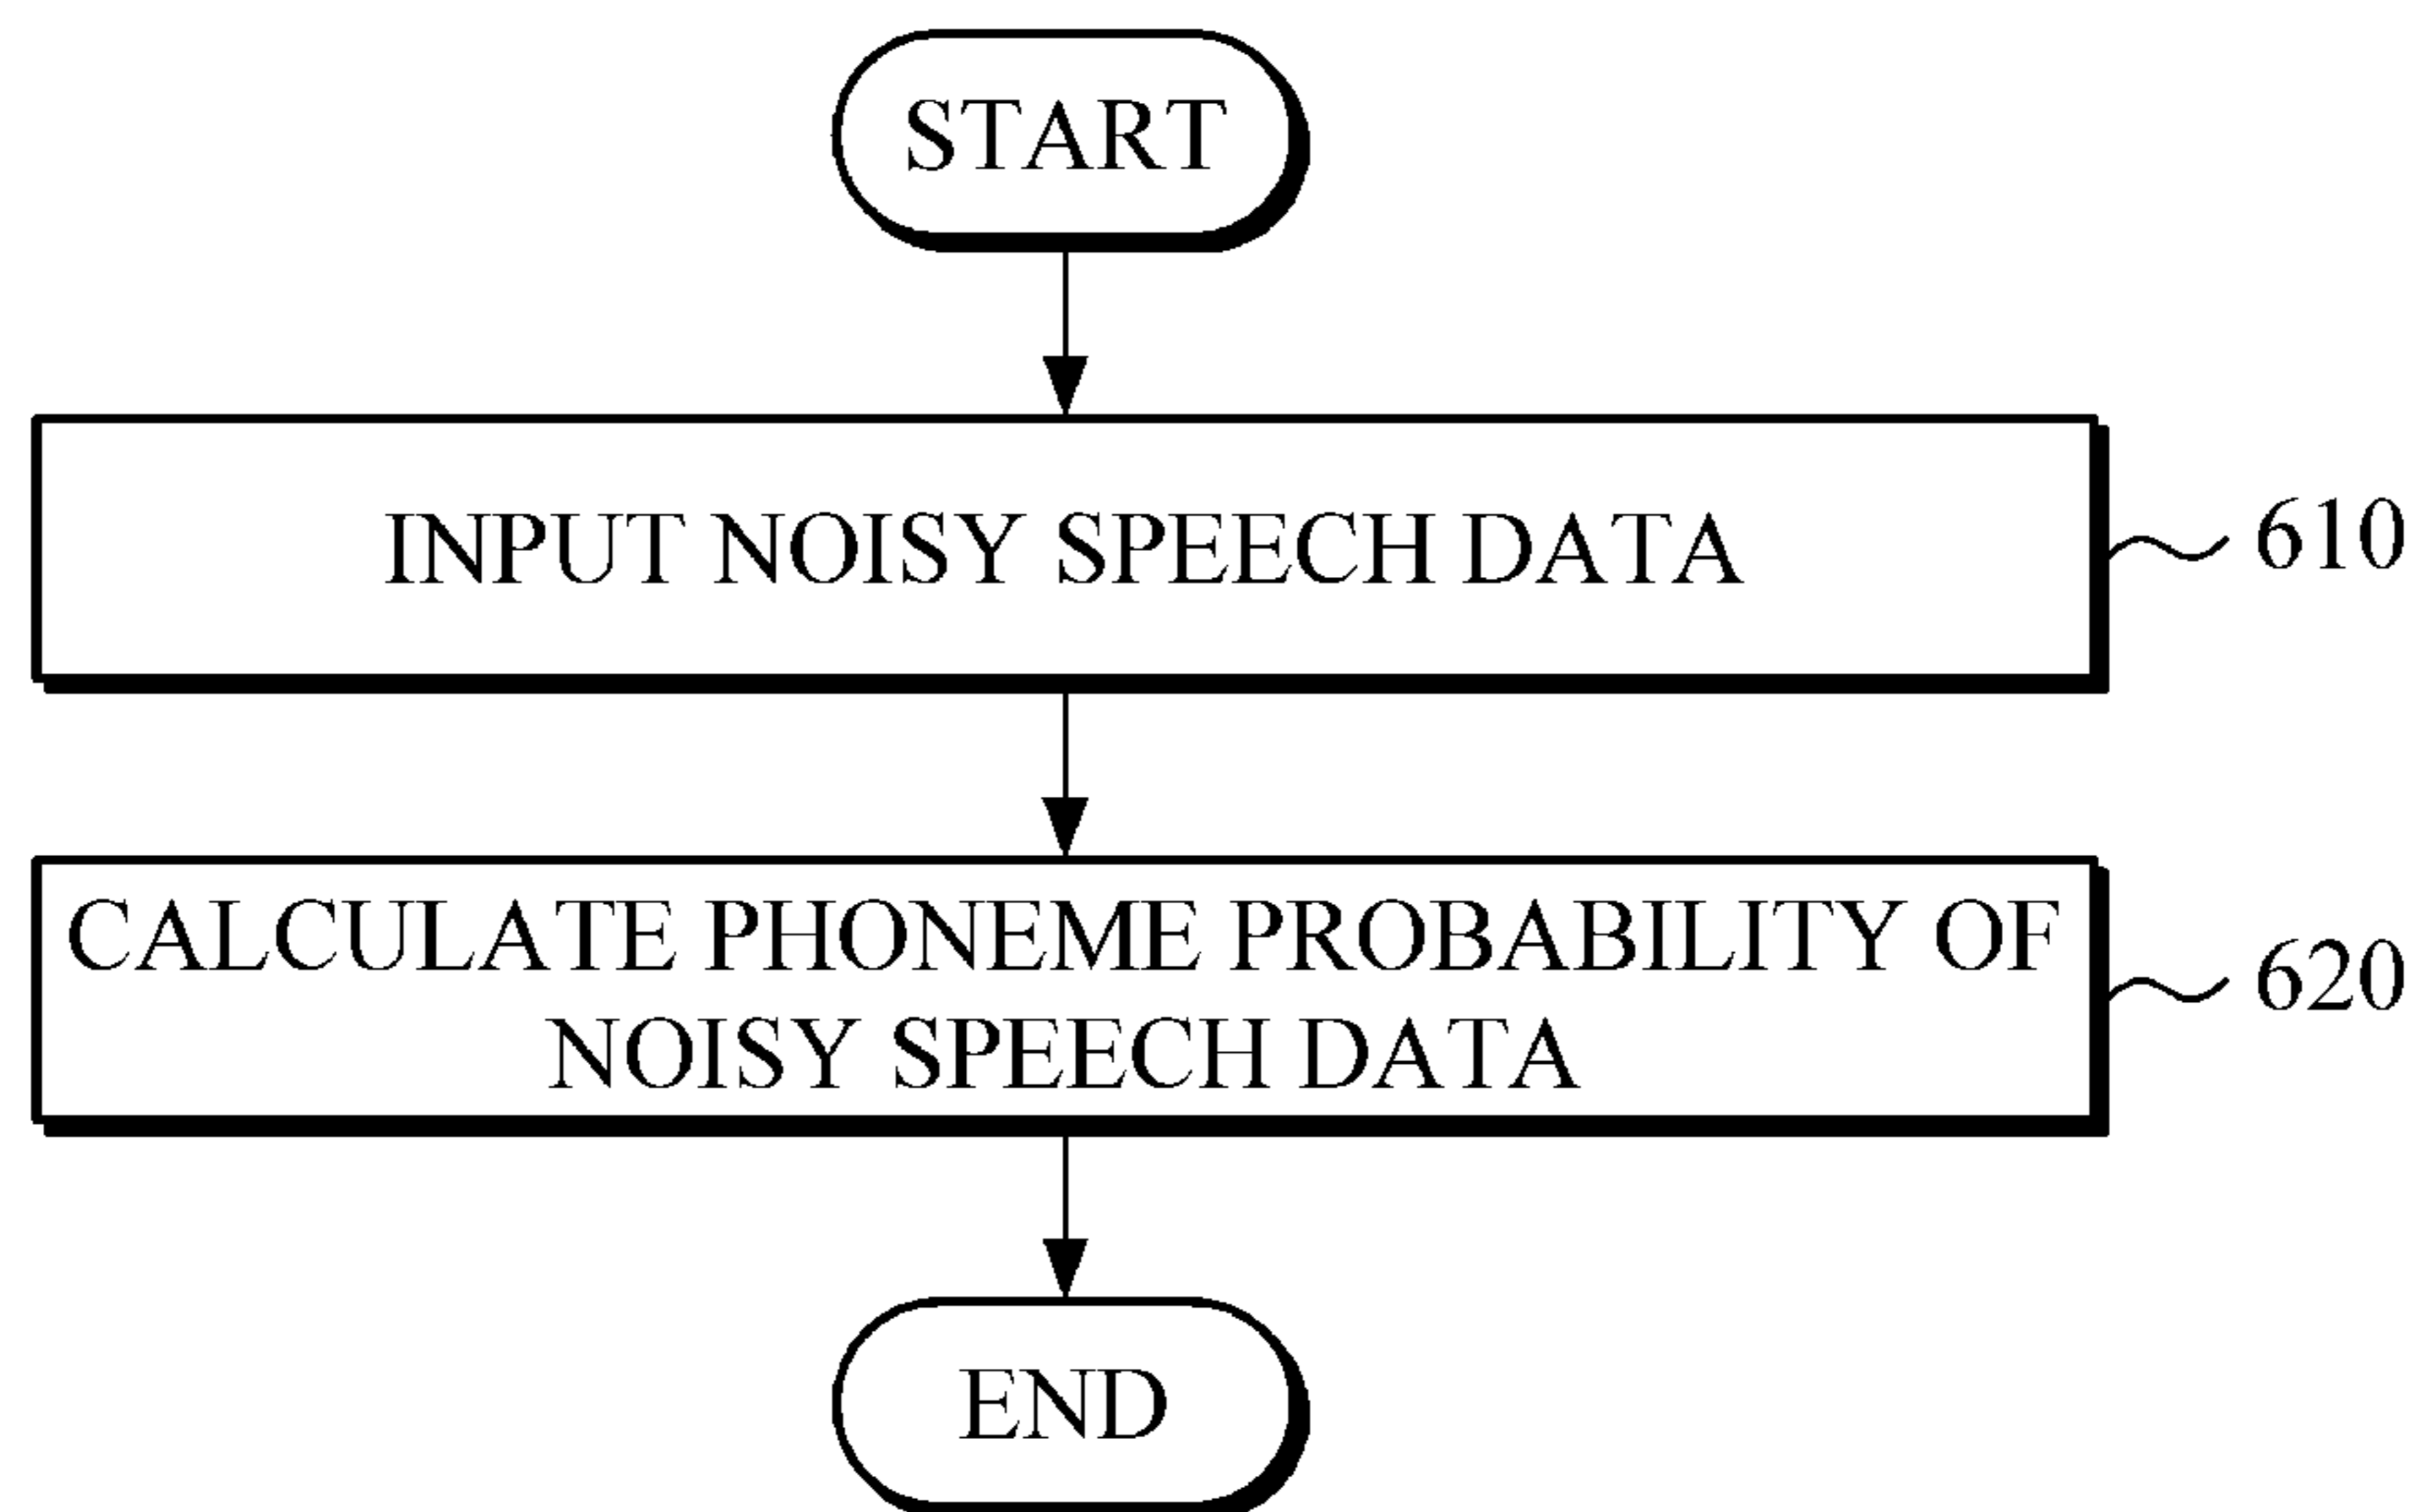 START
INPUT NOISY SPEECH DATA
610
CALCULATE PHONEME PROBABILITY OF
NOISY SPEECH DATA
620
END